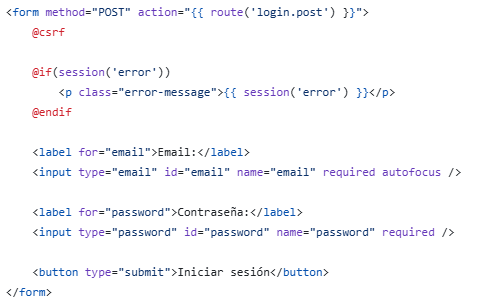 <form method="POST" action="{{ route('login.post') }}">
    @csrf

    @if(session('error'))
        <p class="error-message">{{ session('error') }}</p>
    @endif

    <label for="email">Email:</label>
    <input type="email" id="email" name="email" required autofocus />

    <label for="password">Contraseña:</label>
    <input type="password" id="password" name="password" required />

    <button type="submit">Iniciar sesión</button>
</form>